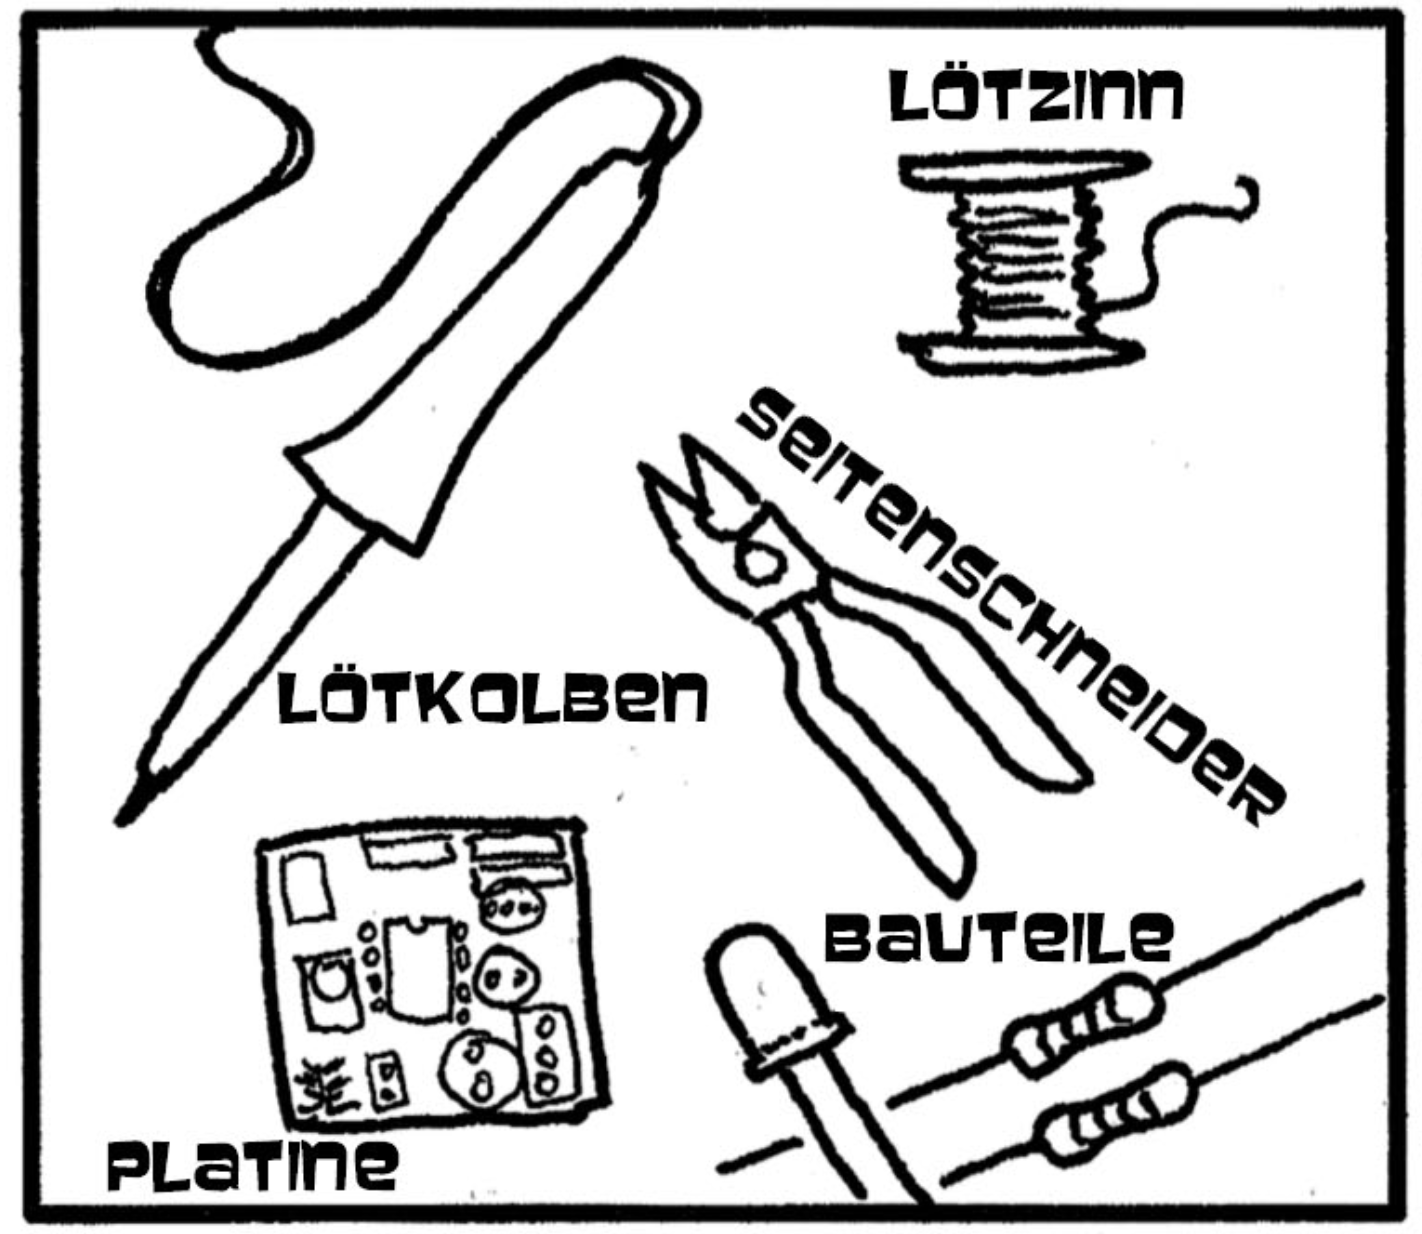 LÖTZINN
SEITENSCHNEIDER
LÖTKOLBEN
BAUTEILE
PLATINE